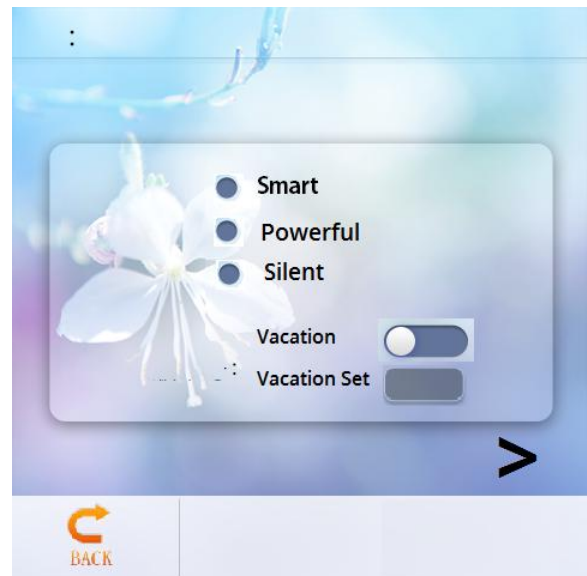 :
Smart
Powerful
Silent
Vacation
Vacation Set
>
BACK